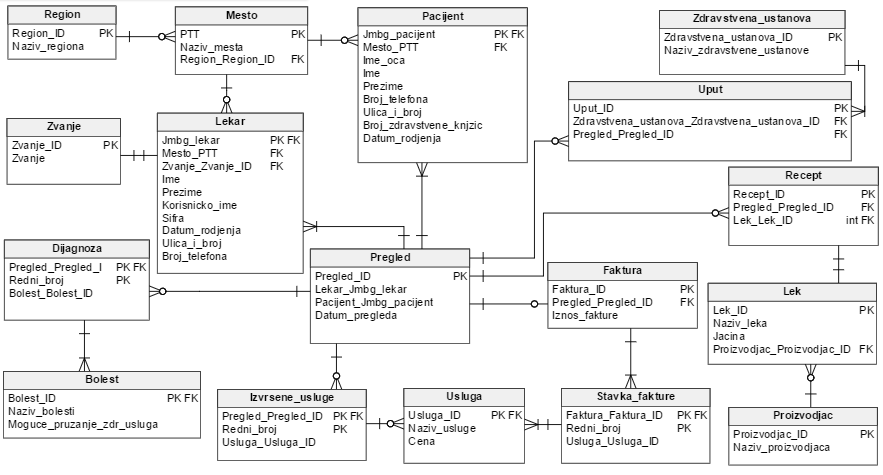 Region
Region_ID PK
Naziv_regiona
Mesto
PTT PK
Naziv_mesta
Region_Region_ID FK
Pacijent
Jmbg_pacijent PK FK
Mesto_PTT FK
Ime_oca
Ime
Prezime
Broj_telefona
Ulica_i_broj
Broj_zdravstvene_knjzic
Datum_rodjenja
Zdravstvena_ustanova
Zdravstvena_ustanova_ID PK
Naziv_zdravstvene_ustanove
Uput
Uput_ID PK
Zdravstvena_ustanova_Zdravstvena_ustanova_ID FK
Pregled_Pregled_ID FK
Zvanje
Zvanje_ID PK
Zvanje
Lekar
Jmbg_lekar PK FK
Mesto_PTT FK
Zvanje_Zvanje_ID FK
Ime
Prezime
Korisnicko_ime
Sifra
Datum_rodjenja
Ulica_i_broj
Broj_telefona
Recept
Recept_ID PK
Pregled_Pregled_ID FK
Lek_Lek_ID int FK
Dijagnoza
Pregled_Pregled_I PK FK
Redni_broj PK
Bolest_Bolest_ID
Pregled
Pregled_ID PK
Lekar_Jmbg_lekar
Pacijent_Jmbg_pacijent
Datum_pregleda
Faktura
Faktura_ID PK
Pregled_Pregled_ID FK
Iznos_fakture
Lek
Lek_ID PK
Naziv_leka
Jacina
Proizvodjac_Proizvodjac_ID FK
Bolest
Bolest_ID PK FK
Naziv_bolesti
Moguce_pruzanje_zdr_usluga
Izvrsene_usluge
Pregled_Pregled_ID PK FK
Redni_broj PK
Usluga_Usluga_ID
Usluga
Usluga_ID PK FK
Naziv_usluge
Cena
Stavka_fakture
Faktura_Faktura_ID PK FK
Redni_broj PK
Usluga_Usluga_ID
Proizvodjac
Proizvodjac_ID PK
Naziv_proizvodjaca